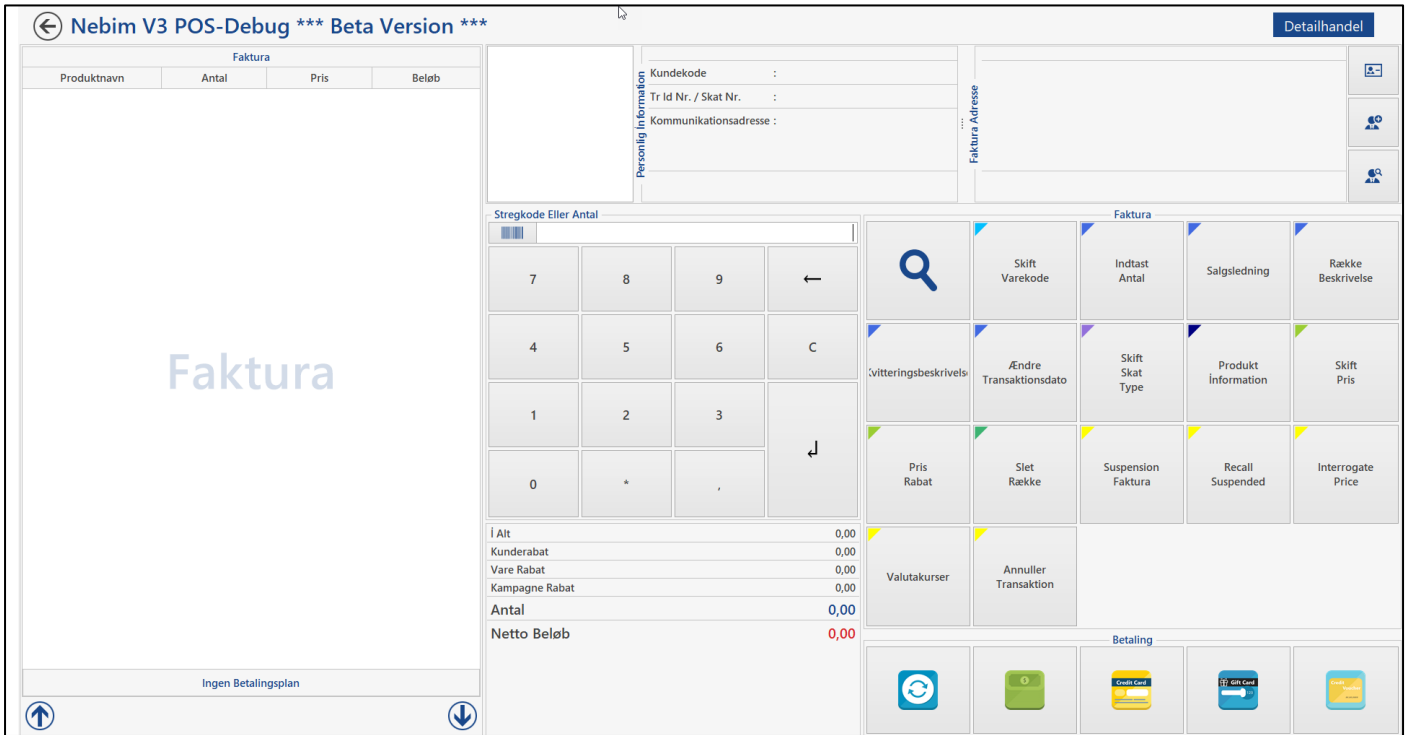 Nebim V3 POS-Debug *** Beta Version ***
Detailhandel
Faktura
Produktnavn Antal Pris Beløb
Faktura
Ingen Betalingsplan
Personlig Information
Kundekode :
Tr Id Nr. / Skat Nr. :
Kommunikationsadresse :
Faktura Adresse
Stregkode Eller Antal
7 8 9 ←
4 5 6 C
1 2 3 ↲
0 * ,
İ Alt 0,00
Kunderabat 0,00
Vare Rabat 0,00
Kampagne Rabat 0,00
Antal 0,00
Netto Beløb 0,00
Faktura
Skift
Varekode
Indtast
Antal
Salgsledning
Række
Beskrivelse
Kvitteringsbeskrivelse
Ændre
Transaktionsdato
Skift
Skat
Type
Produkt
İnformation
Skift
Pris
Pris
Rabat
Slet
Række
Suspension
Faktura
Recall
Suspended
Interrogate
Price
Valutakurser
Annuller
Transaktion
Betaling
Credit Card
Gift Card
Credit